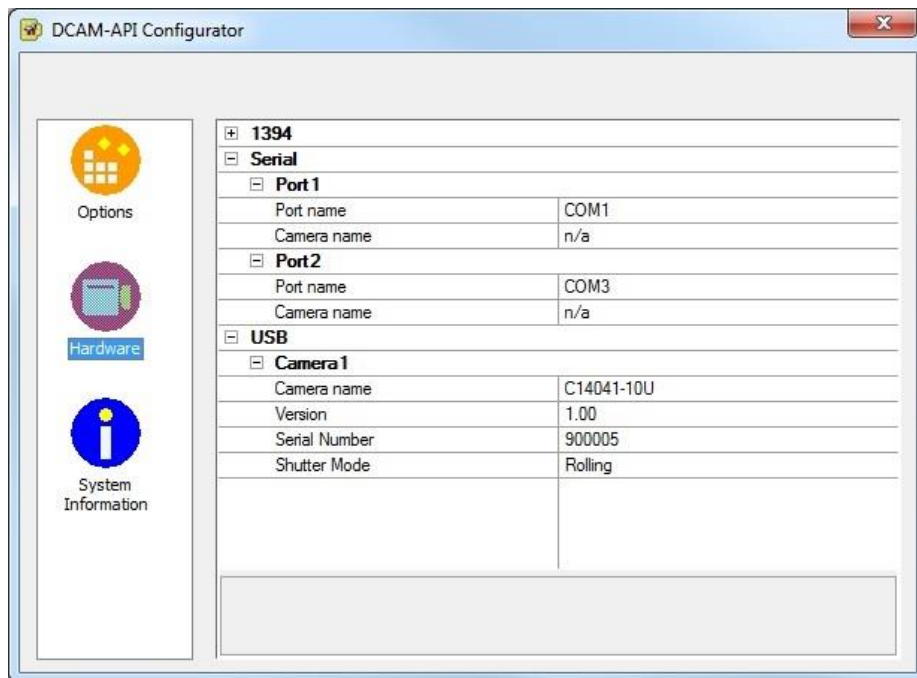 DCAM-API Configurator
Options
Hardware
System
Information
1394
Serial
Port1
Port name COM1
Camera name n/a
Port2
Port name COM3
Camera name n/a
USB
Camera1
Camera name C14041-10U
Version 1.00
Serial Number 900005
Shutter Mode Rolling